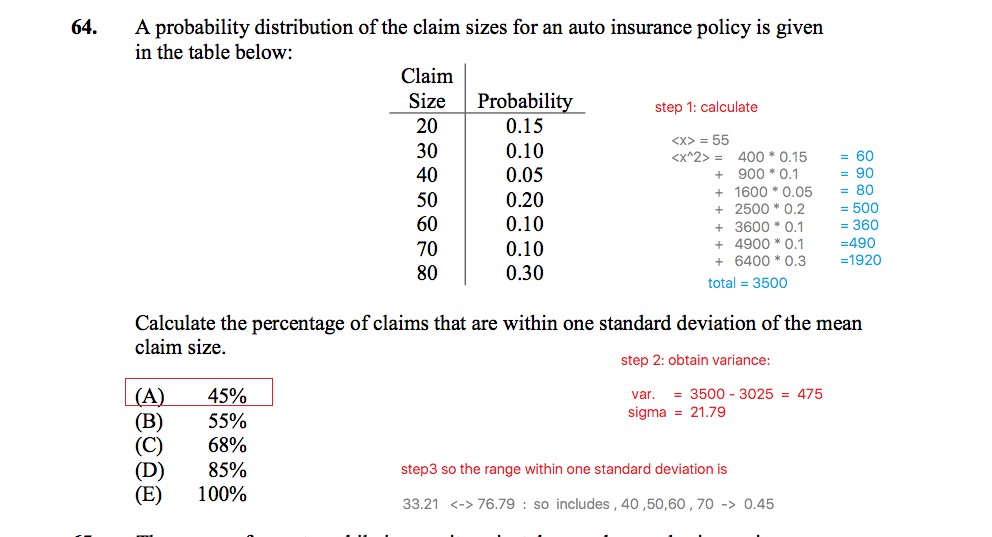 64. A probability distribution of the claim sizes for an auto insurance policy is given
in the table below:
Claim
Size Probability
20 0.15
30 0.10
40 0.05
50 0.20
60 0.10
70 0.10
80 0.30
step 1: calculate
<x> = 55
<x^2> = 400 * 0.15 = 60
+ 900 * 0.1 = 90
+ 1600 * 0.05 = 80
+ 2500 * 0.2 = 500
+ 3600 * 0.1 = 360
+ 4900 * 0.1 =490
+ 6400 * 0.3 =1920
total = 3500
Calculate the percentage of claims that are within one standard deviation of the mean
claim size.
step 2: obtain variance:
var. = 3500 - 3025 = 475
sigma = 21.79
(A) 45%
(B) 55%
(C) 68%
(D) 85%
(E) 100%
step3 so the range within one standard deviation is
33.21 <-> 76.79 : so includes , 40 ,50,60 , 70 -> 0.45